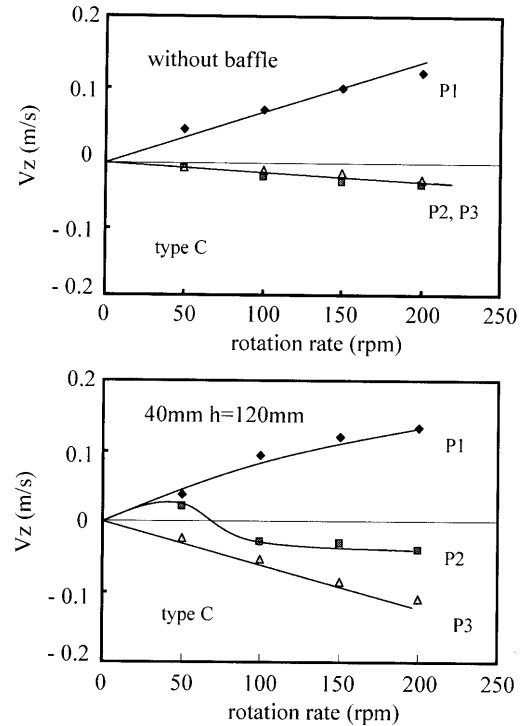 0.2
without baffle
0.1
P1
Vz (m/s)
0
P2, P3
- 0.1
type C
- 0.2
0 50 100 150 200 250
rotation rate (rpm)
0.2
40mm h=120mm
0.1
P1
Vz (m/s)
0
P2
- 0.1
type C
P3
- 0.2
0 50 100 150 200 250
rotation rate (rpm)